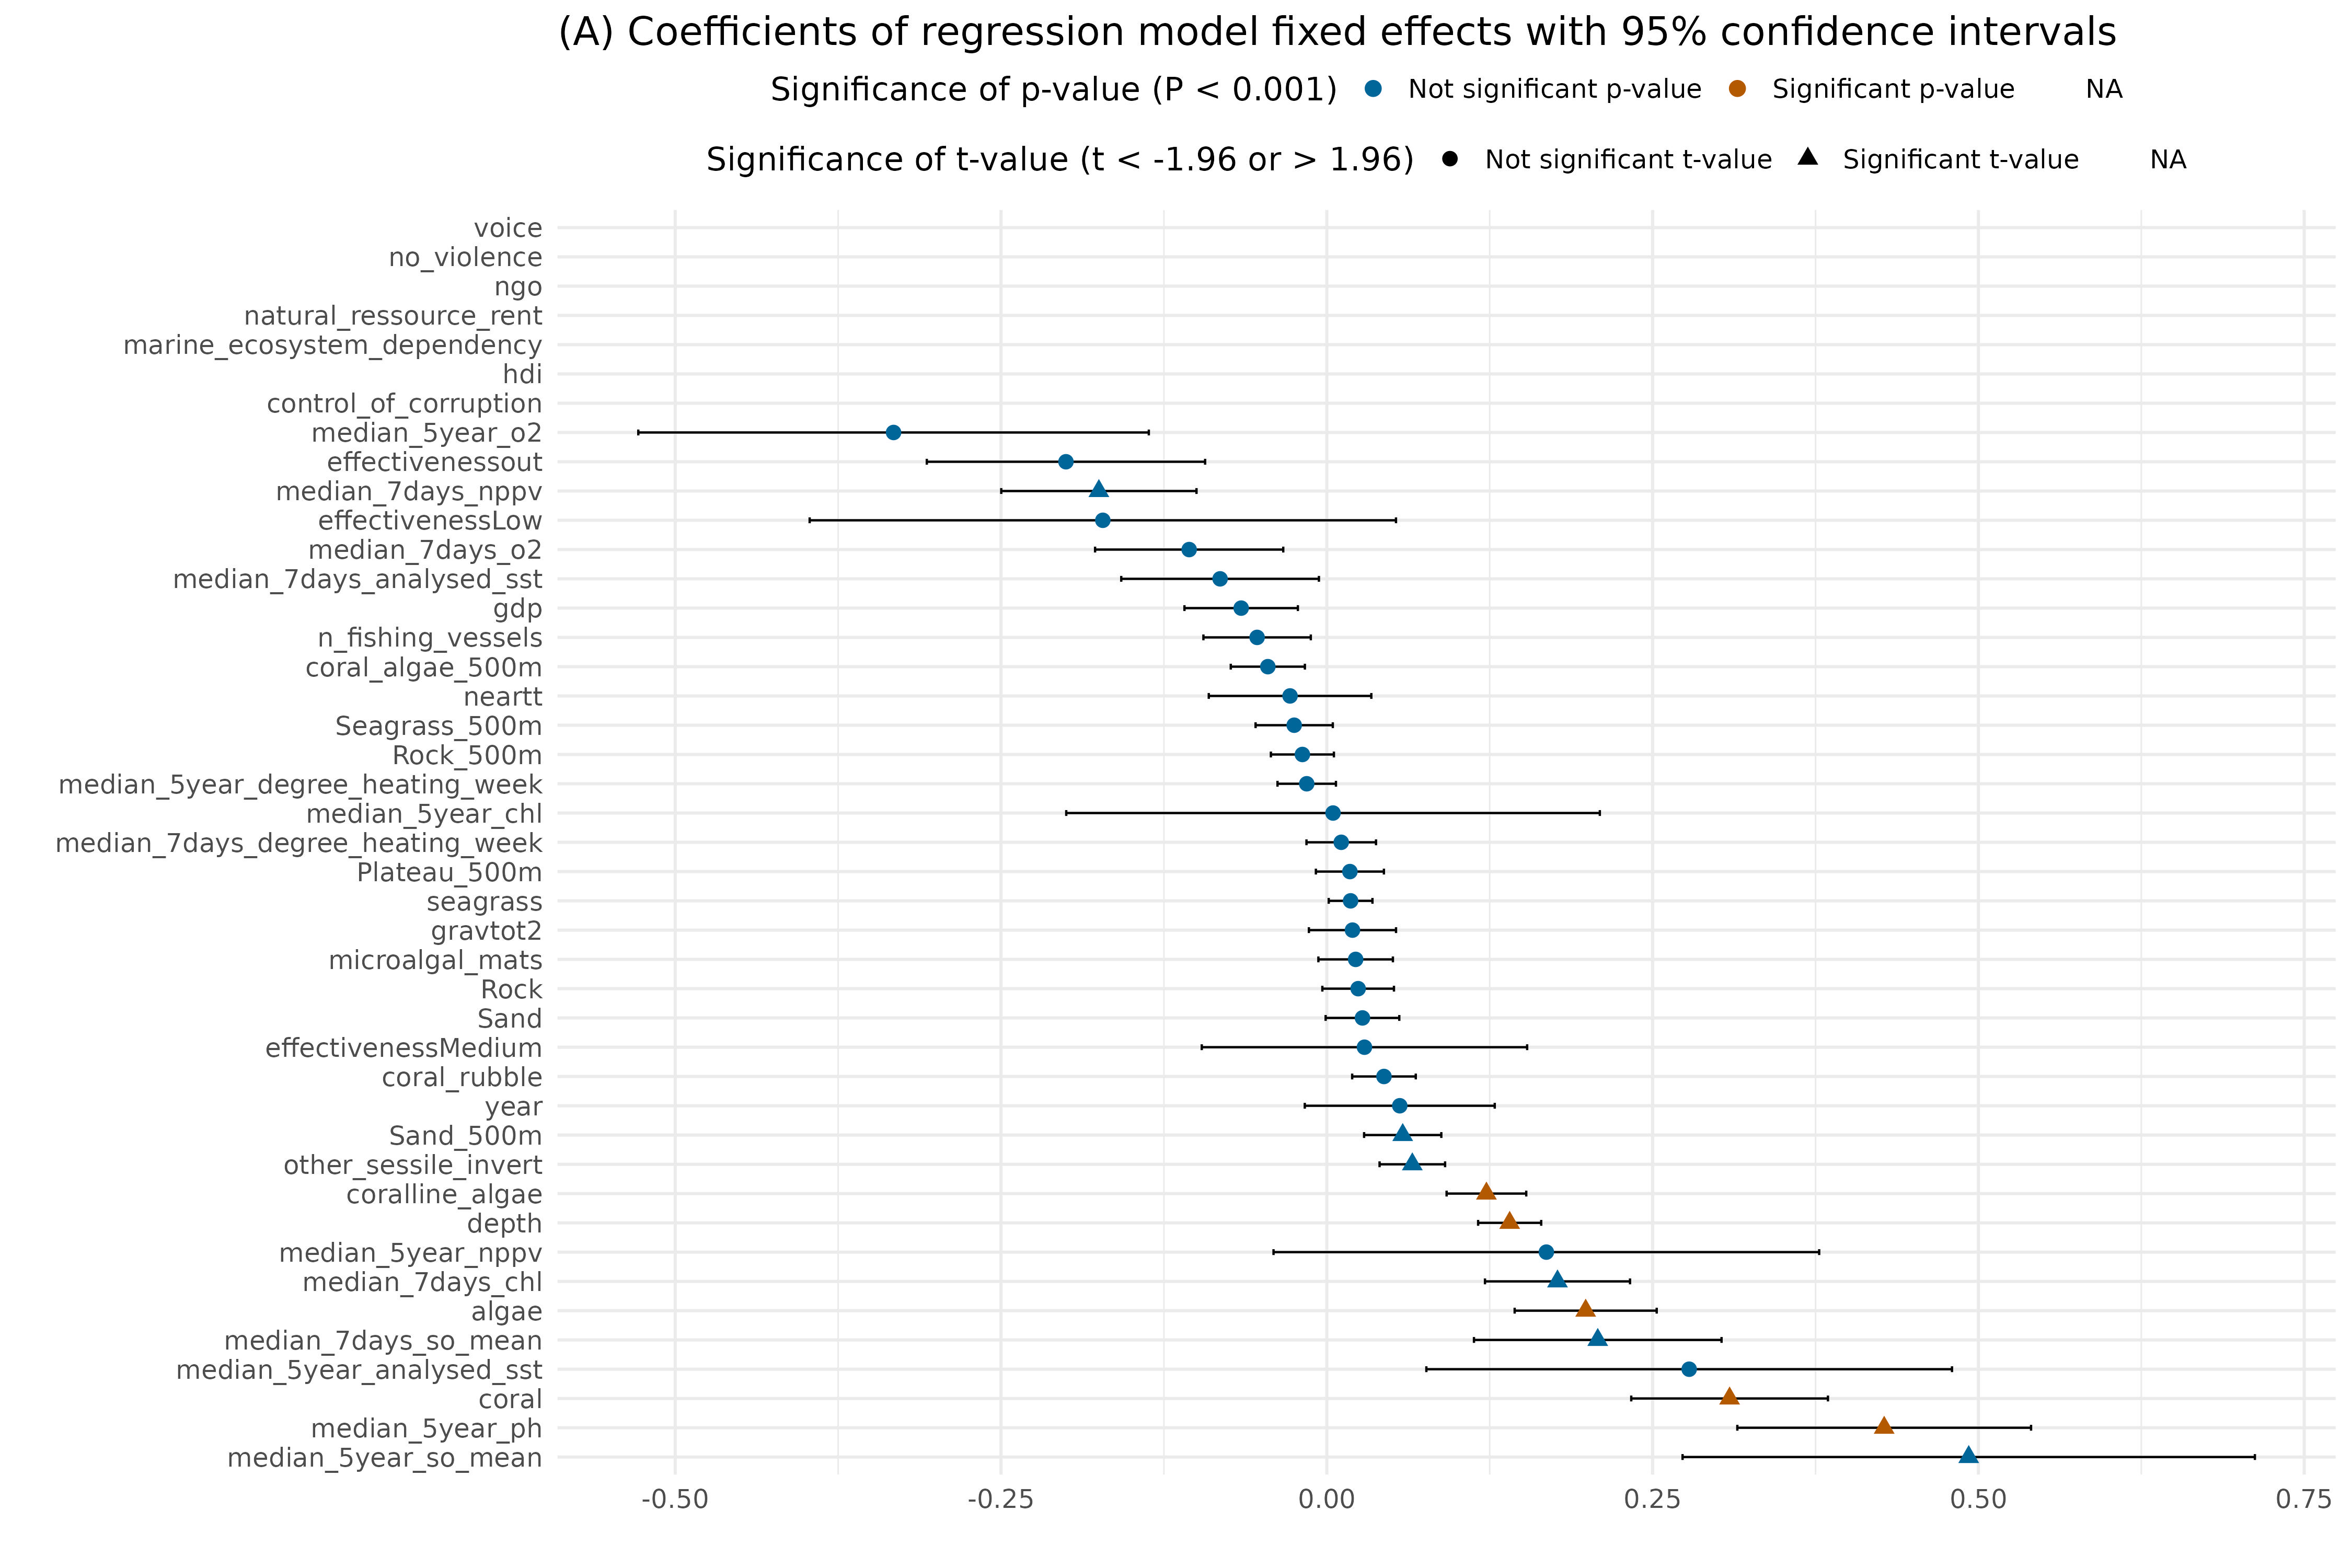 (A) Coefficients of regression model fixed effects with 95% confidence intervals
Significance of p-value (P < 0.001) Not significant p-value Significant p-value NA
Significance of t-value (t < -1.96 or > 1.96) Not significant t-value Significant t-value NA
voice
no_violence
ngo
natural_ressource_rent
marine_ecosystem_dependency
hdi
control_of_corruption
median_5year_o2
effectivenessout
median_7days_nppv
effectivenessLow
median_7days_o2
median_7days_analysed_sst
gdp
n_fishing_vessels
coral_algae_500m
neartt
Seagrass_500m
Rock_500m
median_5year_degree_heating_week
median_5year_chl
median_7days_degree_heating_week
Plateau_500m
seagrass
gravtot2
microalgal_mats
Rock
Sand
effectivenessMedium
coral_rubble
year
Sand_500m
other_sessile_invert
coralline_algae
depth
median_5year_nppv
median_7days_chl
algae
median_7days_so_mean
median_5year_analysed_sst
coral
median_5year_ph
median_5year_so_mean
-0.50 -0.25 0.00 0.25 0.50 0.75